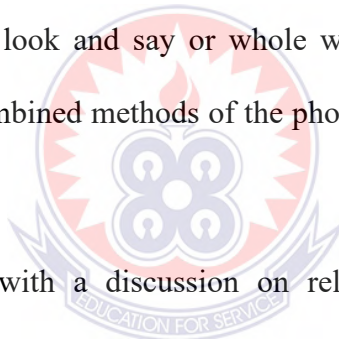 look and say or whole w
mbined methods of the pho
with a discussion on rel
EDUCATION FOR SERVICE